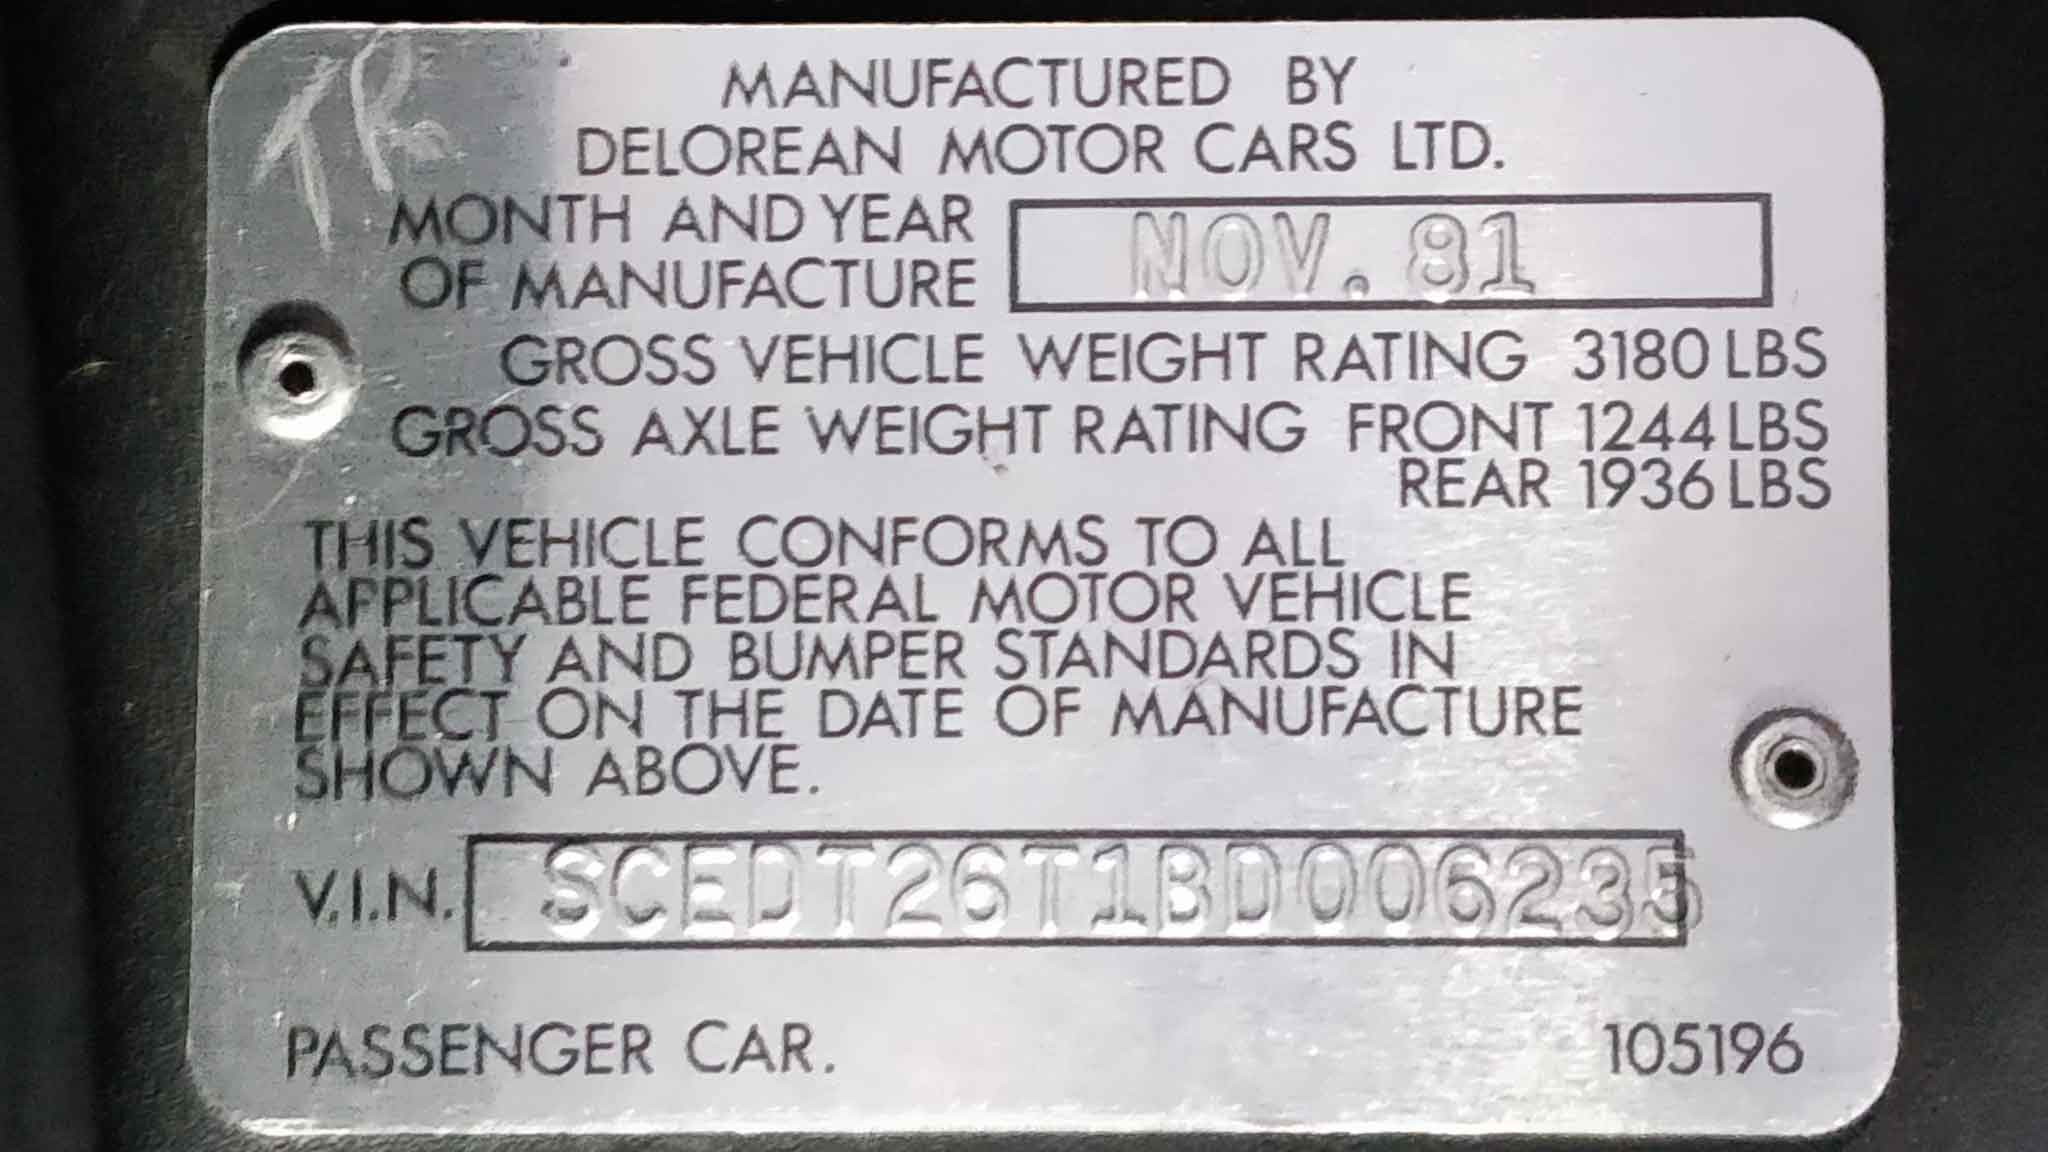 TR
MANUFACTURED BY
DELOREAN MOTOR CARS LTD.
MONTH AND YEAR
OF MANUFACTURE NOV. 81
GROSS VEHICLE WEIGHT RATING 3180 LBS
GROSS AXLE WEIGHT RATING FRONT 1244 LBS
REAR 1936 LBS
THIS VEHICLE CONFORMS TO ALL
APPLICABLE FEDERAL MOTOR VEHICLE
SAFETY AND BUMPER STANDARDS IN
EFFECT ON THE DATE OF MANUFACTURE
SHOWN ABOVE.
V.I.N. SCEDT26T1BD006235
PASSENGER CAR. 105196